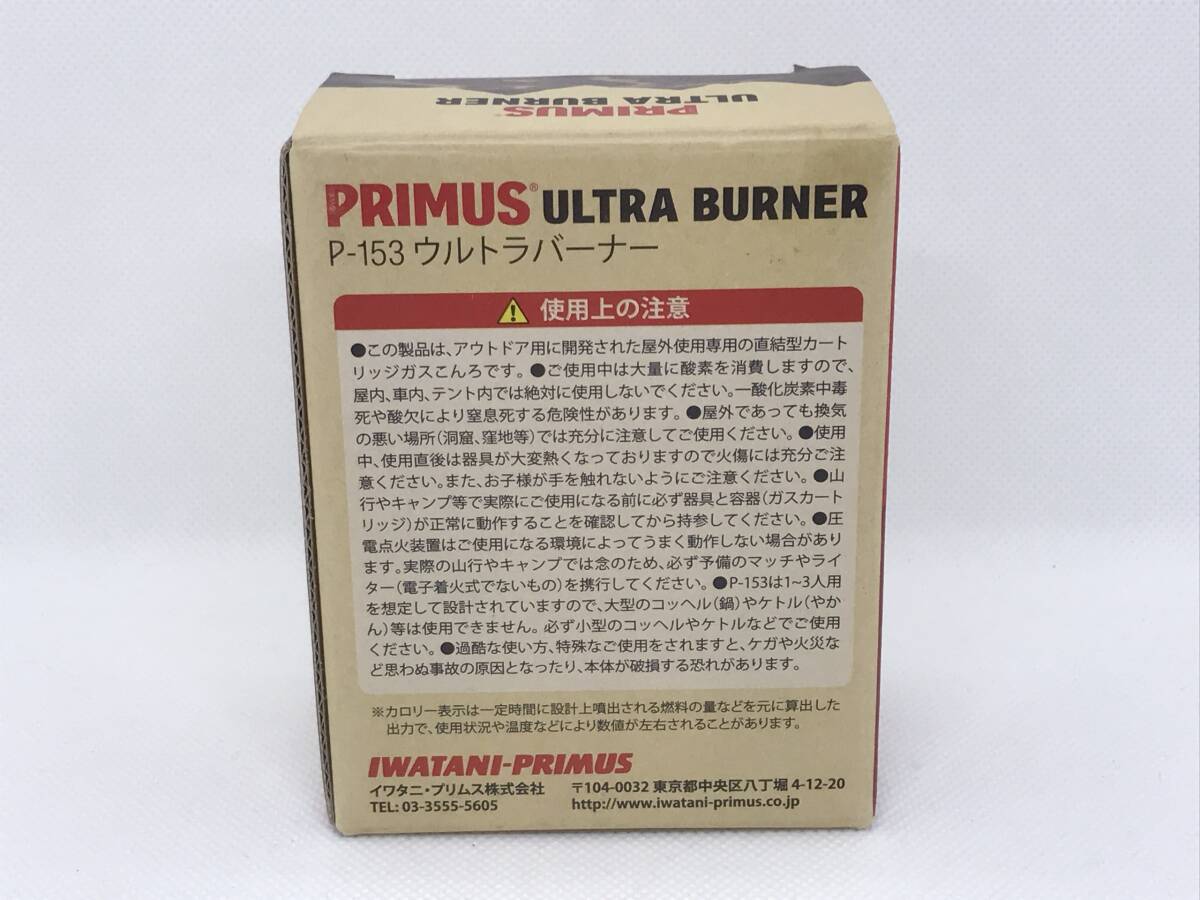 PRIMUS
ULTRA BURNER
PRIMUS® ULTRA BURNER
P-153 ウルトラバーナー
使用上の注意
●この製品は、アウトドア用に開発された屋外使用専用の直結型カート
リッジガスこんろです。●ご使用中は大量に酸素を消費しますので、
屋内、車内、テント内では絶対に使用しないでください。一酸化炭素中毒
死や酸欠により窒息死する危険性があります。●屋外であっても換気
の悪い場所（洞窟、窪地等）では充分に注意してご使用ください。●使用
中、使用直後は器具が大変熱くなっておりますので火傷には充分ご注
意ください。また、お子様が手を触れないようにご注意ください。●山
行やキャンプ等で実際にご使用になる前に必ず器具と容器（ガスカート
リッジ）が正常に動作することを確認してから持参してください。●圧
電点火装置はご使用になる環境によってうまく動作しない場合があり
ます。実際の山行やキャンプでは念のため、必ず予備のマッチやライ
ター（電子着火式でないもの）を携行してください。●P-153は1~3人用
を想定して設計されていますので、大型のコッヘル（鍋）やケトル（やか
ん）等は使用できません。必ず小型のコッヘルやケトルなどでご使用
ください。●過酷な使い方、特殊なご使用をされますと、ケガや火災な
ど思わぬ事故の原因となったり、本体が破損する恐れがあります。
※カロリー表示は一定時間に設計上噴出される燃料の量などを元に算出した
出力で、使用状況や温度などにより数値が左右されることがあります。
IWATANI-PRIMUS
イワタニ・プリムス株式会社 〒104-0032 東京都中央区八丁堀 4-12-20
TEL: 03-3555-5605 http://www.iwatani-primus.co.jp